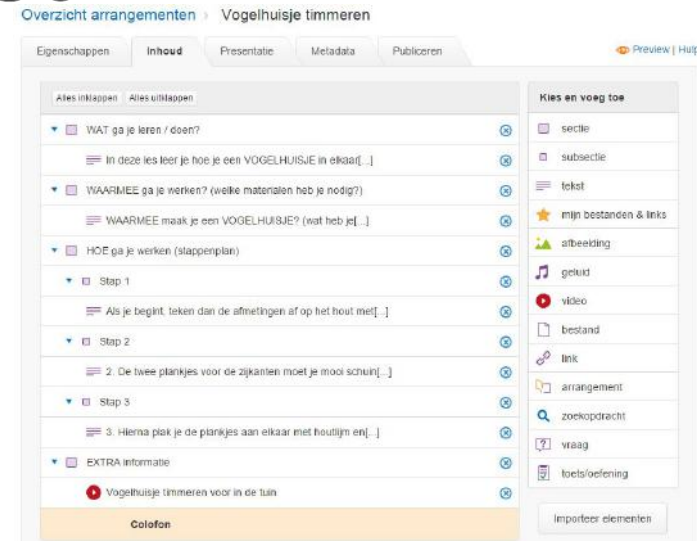 Overzicht arrangementen › Vogelhuisje timmeren
Eigenschappen Inhoud Presentatie Metadata Publiceren Preview | Hulp
Alles inklappen Alles uitklappen
WAT ga je leren / doen?
In deze les leer je hoe je een VOGELHUISJE in elkaar[...]
WAARMEE ga je werken? (welke materialen heb je nodig?)
WAARMEE maak je een VOGELHUISJE? (wat heb je[...]
HOE ga je werken (stappenplan)
Stap 1
Als je begint, teken dan de afmetingen af op het hout met[...]
Stap 2
2. De twee plankjes voor de zijkanten moet je mooi schuin[...]
Stap 3
3. Hierna plak je de plankjes aan elkaar met houtlijm en[...]
EXTRA informatie
Vogelhuisje timmeren voor in de tuin
Colofon
Kies en voeg toe
sectie
subsectie
tekst
mijn bestanden & links
afbeelding
geluid
video
bestand
link
arrangement
zoekopdracht
vraag
toets/oefening
Importeer elementen